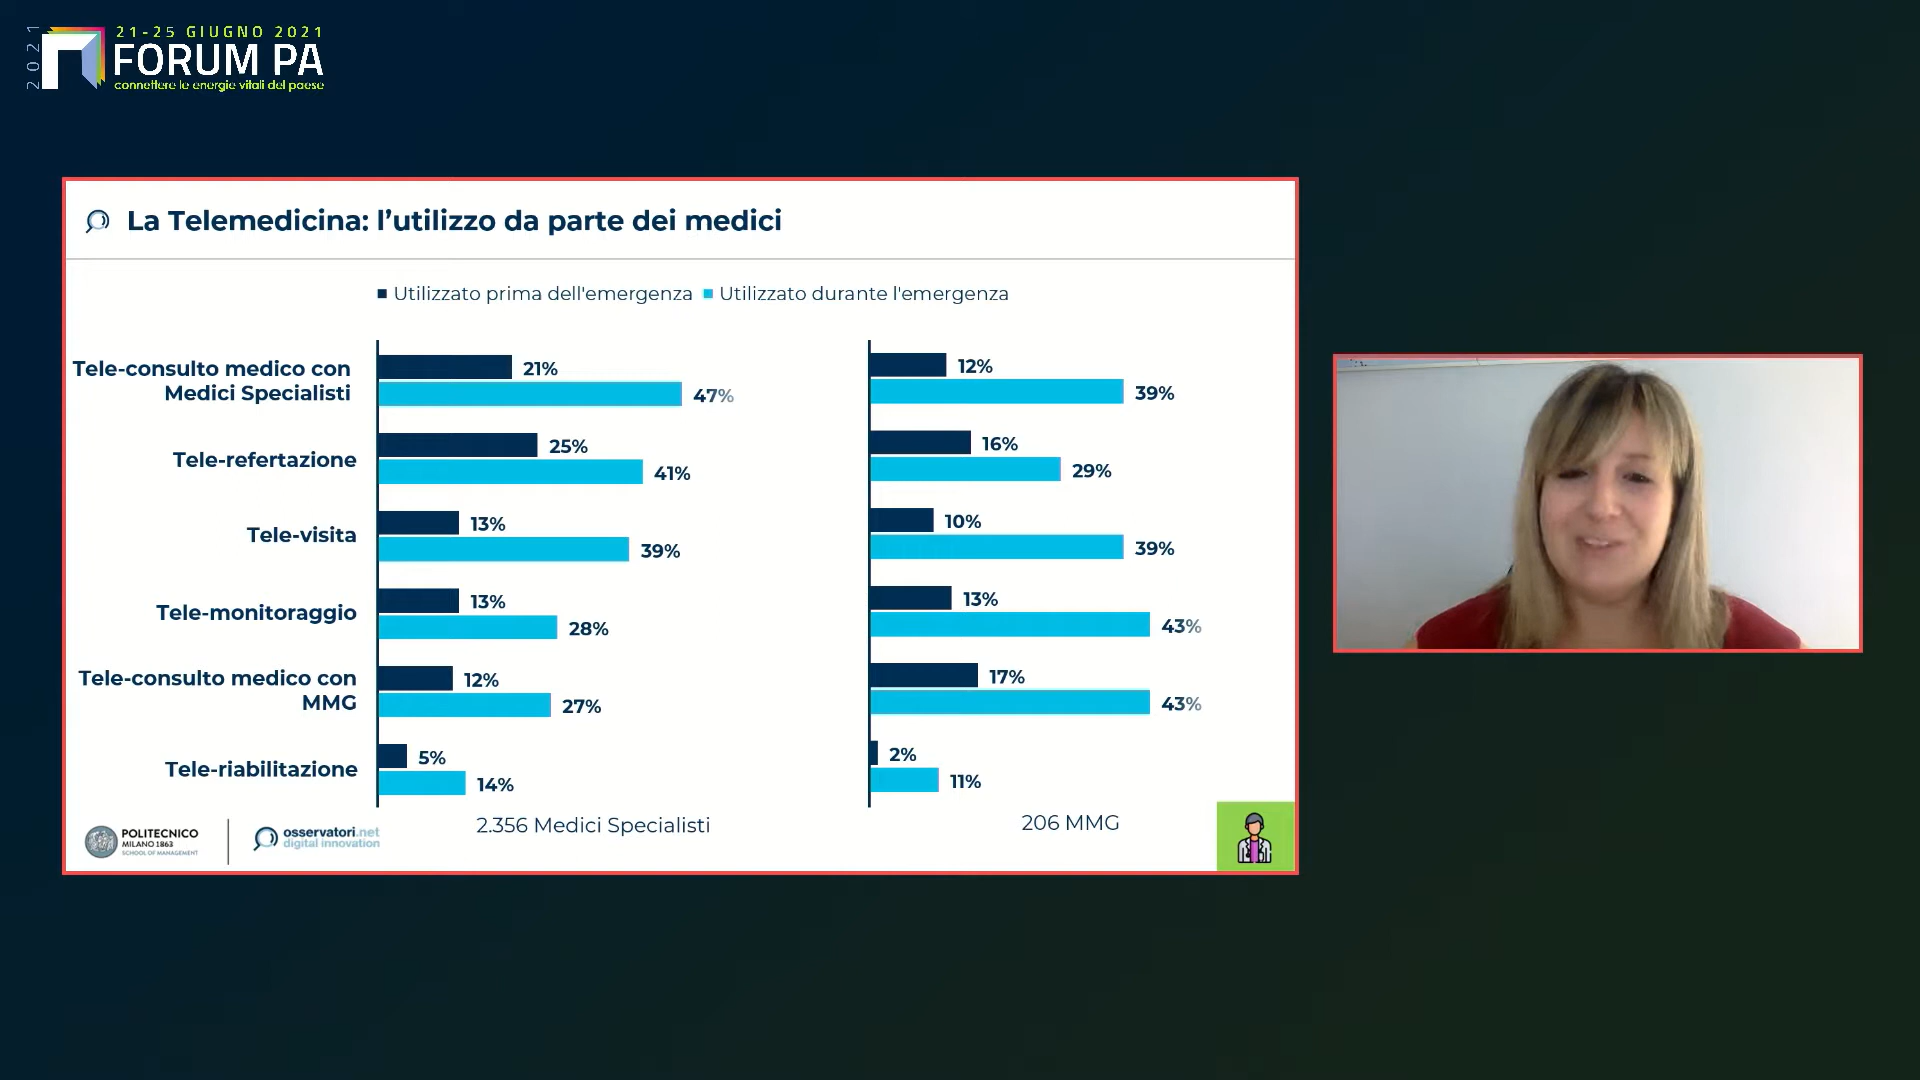 2021
21-25 GIUGNO 2021
FORUM PA
connettere le energie vitali del paese
La Telemedicina: l'utilizzo da parte dei medici
Utilizzato prima dell'emergenza
Utilizzato durante l'emergenza
Tele-consulto medico con
Medici Specialisti
21%
47%
12%
39%
Tele-refertazione
25%
41%
16%
29%
Tele-visita
13%
39%
10%
39%
Tele-monitoraggio
13%
28%
13%
43%
Tele-consulto medico con
MMG
12%
27%
17%
43%
Tele-riabilitazione
5%
14%
2%
11%
POLITECNICO
MILANO 1863
SCHOOL OF MANAGEMENT
osservatori.net
digital innovation
2.356 Medici Specialisti
206 MMG